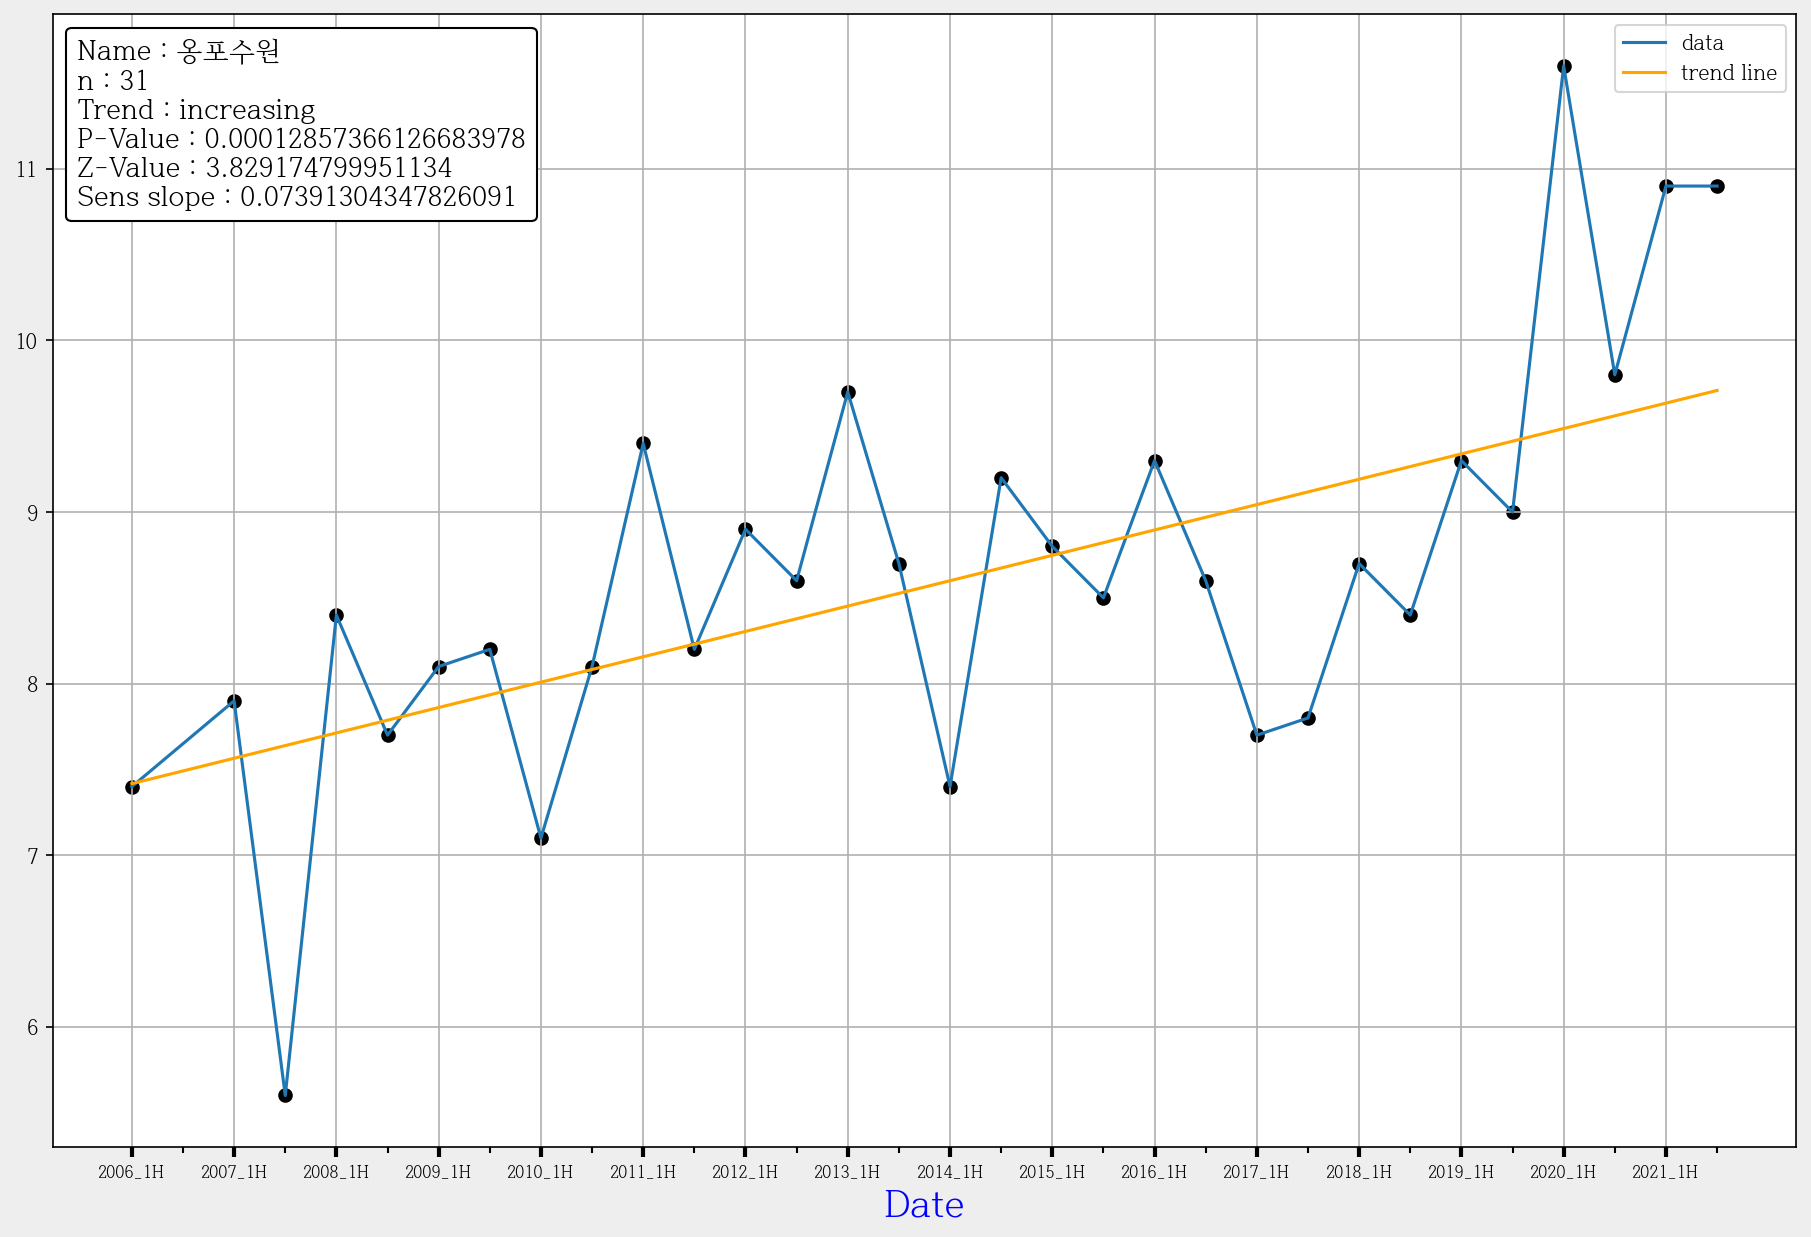 Name : 옹포수원
n : 31
Trend : increasing
P-Value : 0.00012857366126683978
Z-Value : 3.829174799951134
Sens slope : 0.07391304347826091
data
trend line
11
10
9
8
7
6
2006_1H 2007_1H 2008_1H 2009_1H 2010_1H 2011_1H 2012_1H 2013_1H 2014_1H 2015_1H 2016_1H 2017_1H 2018_1H 2019_1H 2020_1H 2021_1H
Date